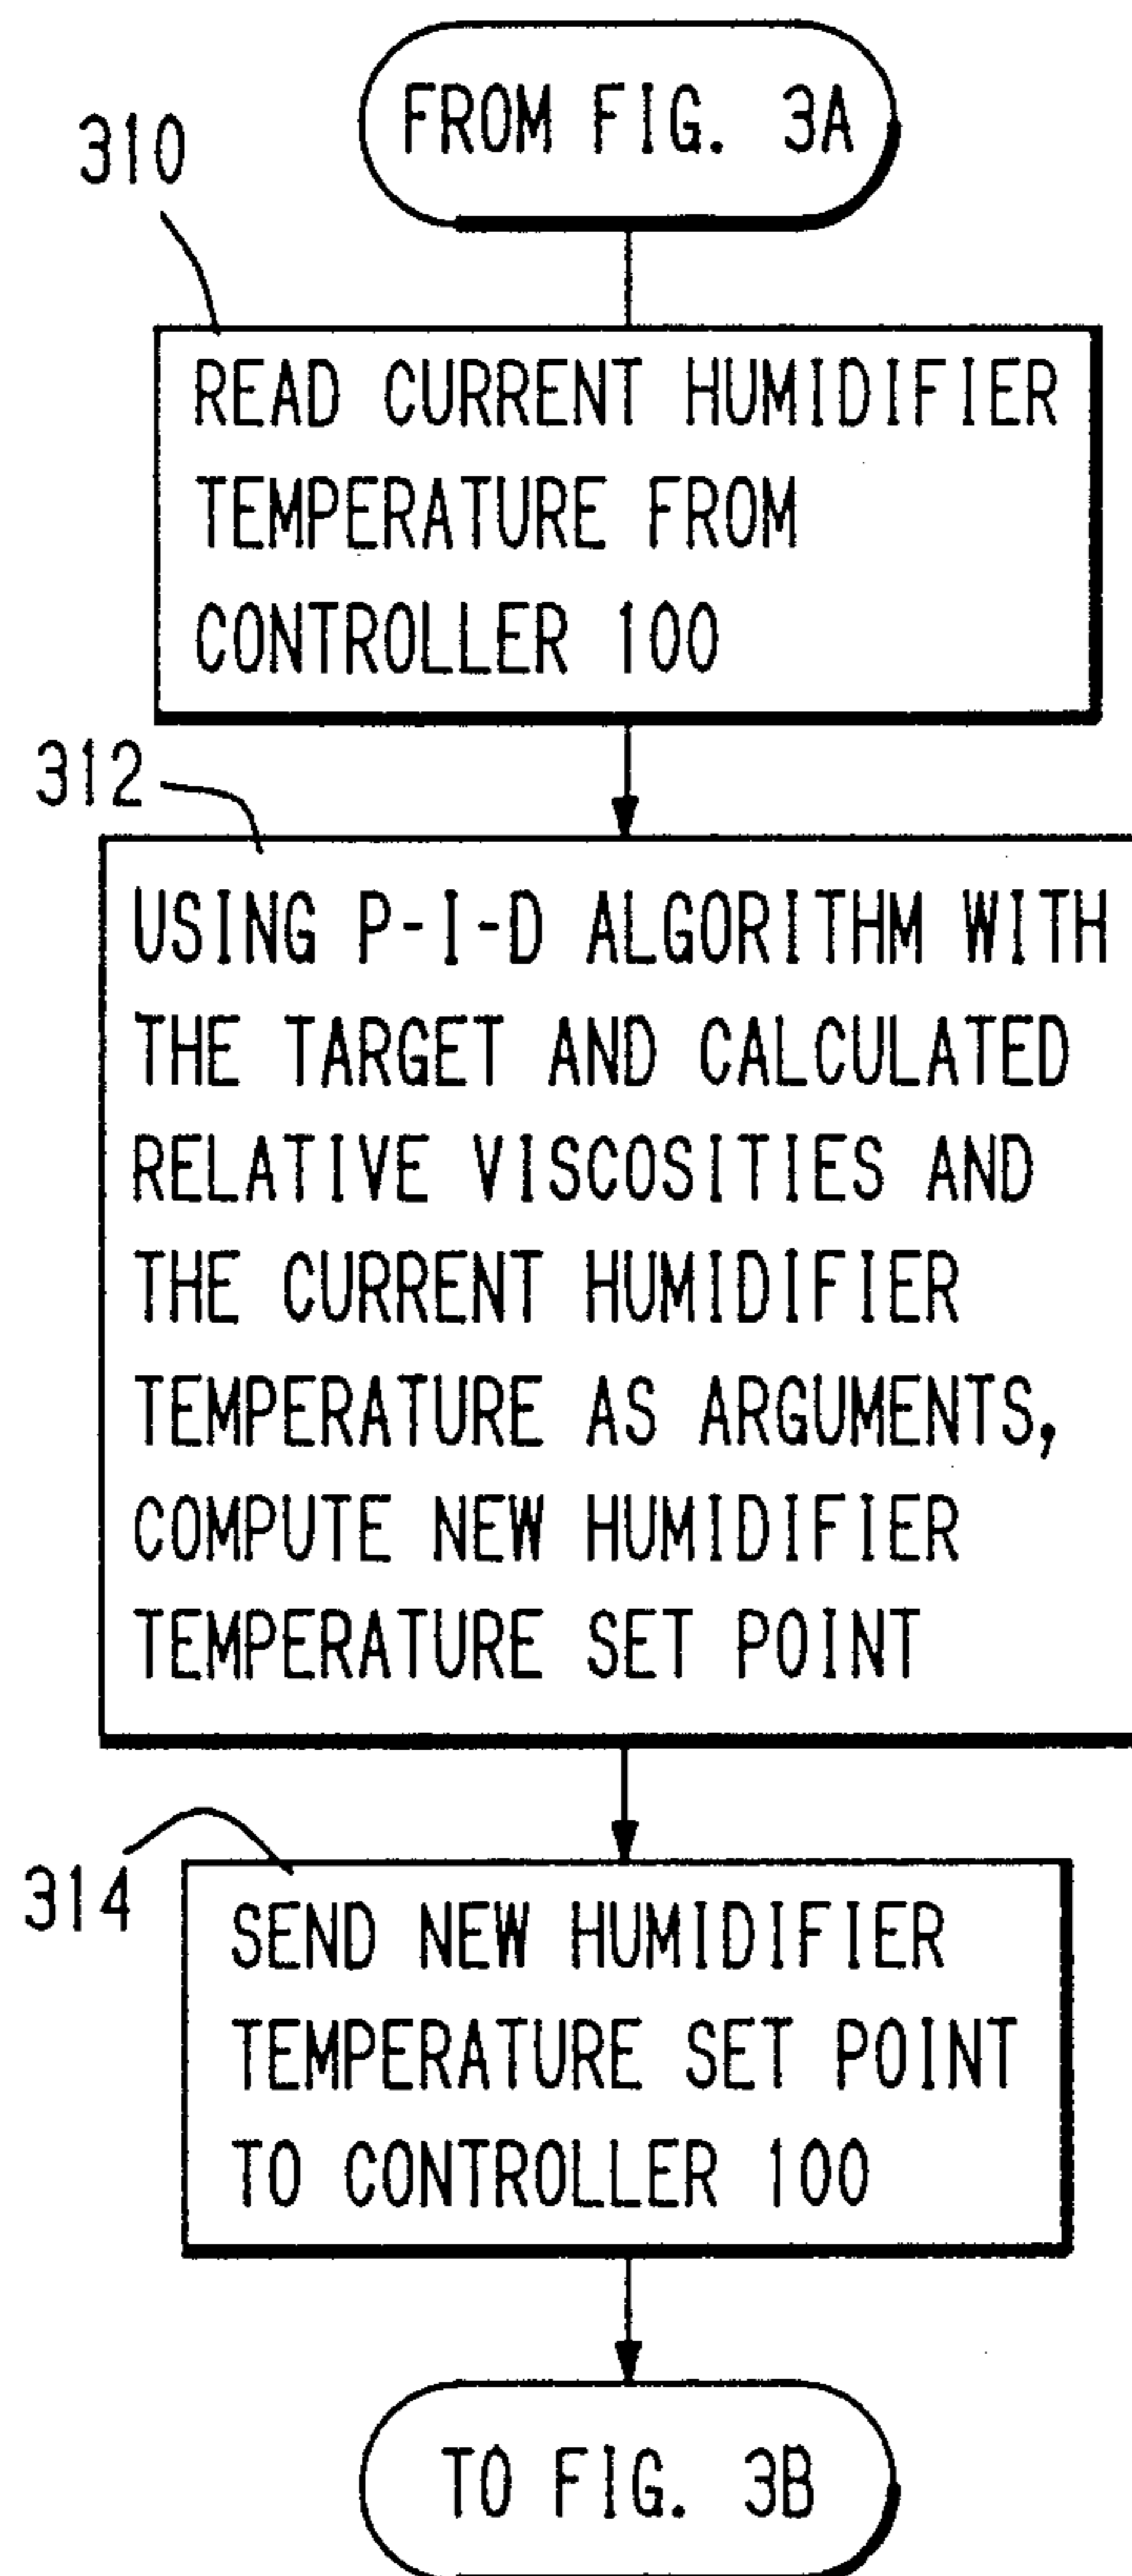 FROM FIG. 3A
310
READ CURRENT HUMIDIFIER
TEMPERATURE FROM
CONTROLLER 100
312
USING P-I-D ALGORITHM WITH
THE TARGET AND CALCULATED
RELATIVE VISCOSITIES AND
THE CURRENT HUMIDIFIER
TEMPERATURE AS ARGUMENTS,
COMPUTE NEW HUMIDIFIER
TEMPERATURE SET POINT
314
SEND NEW HUMIDIFIER
TEMPERATURE SET POINT
TO CONTROLLER 100
TO FIG. 3B